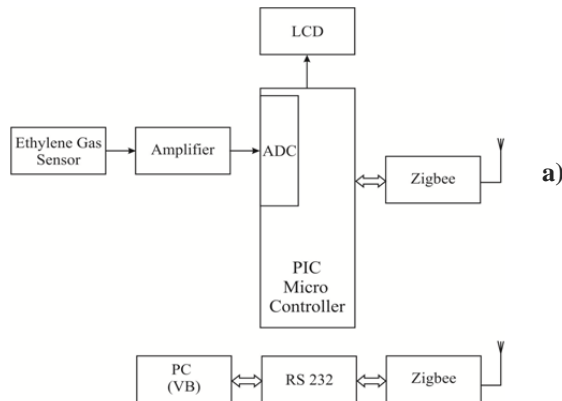 LCD
Ethylene Gas
Sensor
Amplifier
ADC
Zigbee
a)
PIC
Micro
Controller
PC
(VB)
RS 232
Zigbee